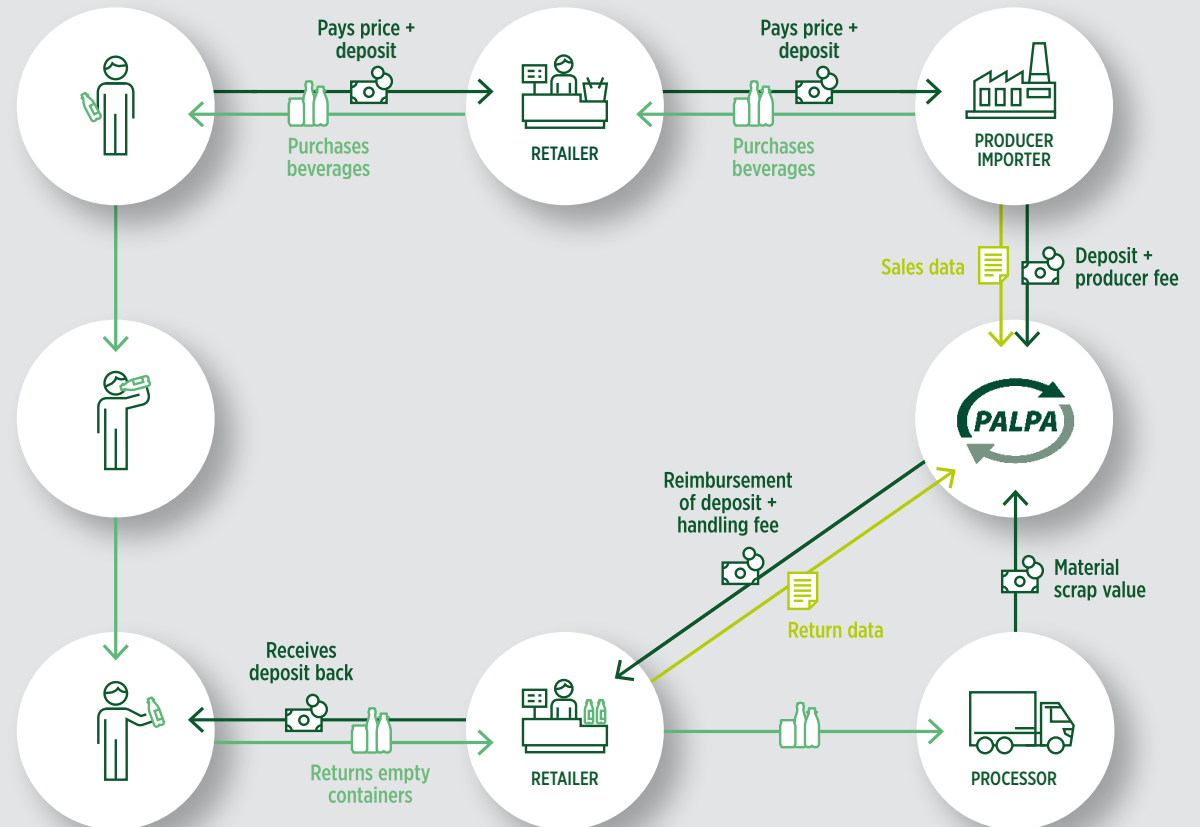 Pays price +
deposit
Pays price +
deposit
Purchases
beverages
RETAILER
Purchases
beverages
PRODUCER
IMPORTER
Sales data
Deposit +
producer fee
PALPA
Reimbursement
of deposit +
handling fee
Return data
Material
scrap value
Receives
deposit back
Returns empty
containers
RETAILER
PROCESSOR